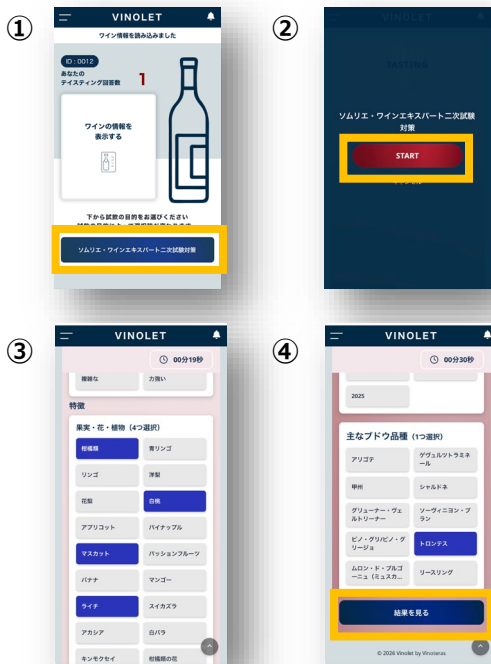 ①
VINOLET
ワイン情報を読み込みました
ID : 0012
あなたの
テイスティング回答数
1
ワインの情報を
表示する
下から試飲の目的をお選びください
ソムリエ・ワインエキスパート二次試験対策
②
VINOLET
TASTING
ソムリエ・ワインエキスパート二次試験
対策
START
③
VINOLET
00分19秒
複雑な
力強い
特徴
果実・花・植物（4つ選択）
柑橘類
青リンゴ
リンゴ
洋梨
花梨
白桃
アプリコット
パイナップル
マスカット
パッションフルーツ
バナナ
マンゴー
ライチ
スイカズラ
アカシア
白バラ
キンモクセイ
柑橘類の花
④
VINOLET
00分30秒
2025
主なブドウ品種（1つ選択）
アリゴテ
ゲヴュルツトラミネ
ール
甲州
シャルドネ
グリューナー・ヴェ
ルトリーナー
ソーヴィニヨン・ブ
ラン
ピノ・グリ/ピノ・グ
リージョ
トロンテス
ムロン・ド・ブルゴ
ーニュ（ミュスカ...
リースリング
結果を見る
© 2026 Vinolet by Vinoteras.